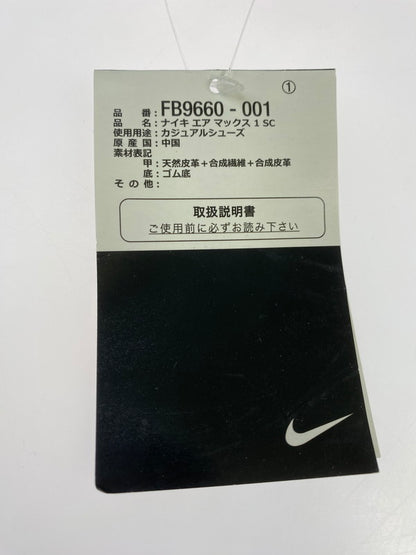 ①
品 番：FB9660 - 001
品 名：ナイキ エア マックス 1 SC
使用用途：カジュアルシューズ
原 産 国：中国
素材表記
甲：天然皮革＋合成繊維＋合成皮革
底：ゴム底
そ の 他：
取扱説明書
ご使用前に必ずお読み下さい